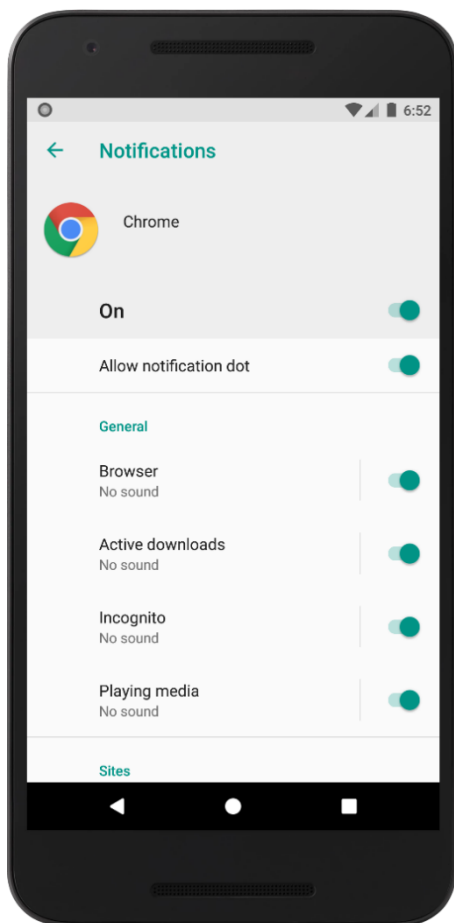 6:52
Notifications
Chrome
On
Allow notification dot
General
Browser
No sound
Active downloads
No sound
Incognito
No sound
Playing media
No sound
Sites